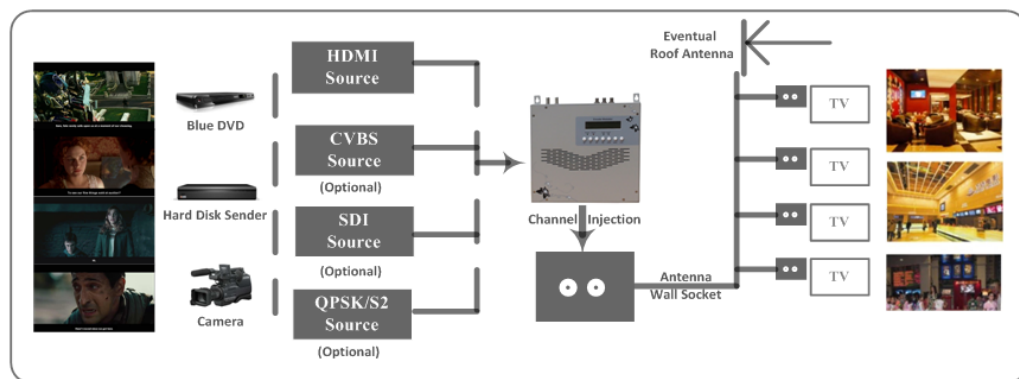 HDMI
Source
Blue DVD
CVBS
Source
(Optional)
Hard Disk Sender
SDI
Source
(Optional)
Camera
QPSK/S2
Source
(Optional)
Channel Injection
Antenna
Wall Socket
Eventual
Roof Antenna
TV
TV
TV
TV